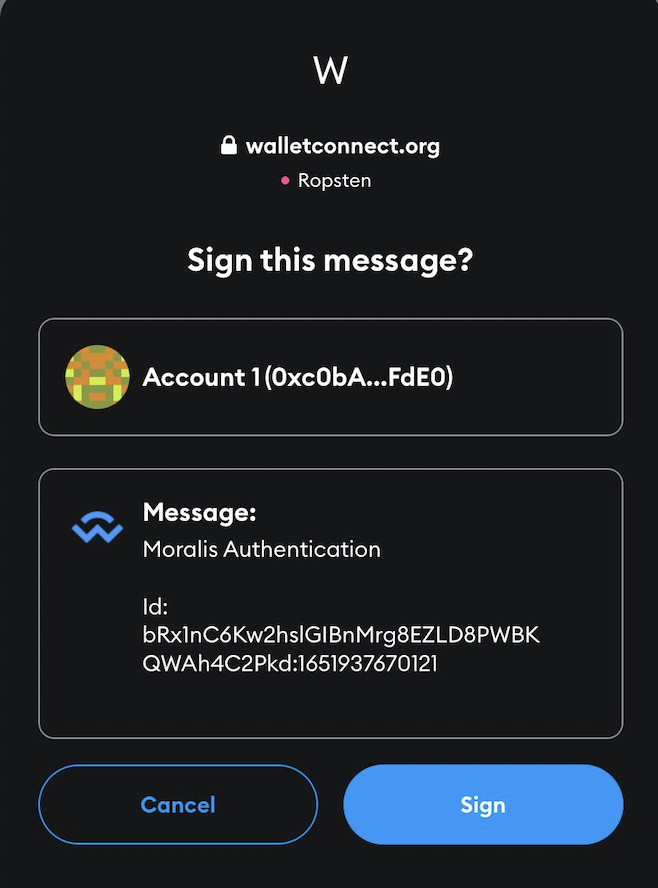 W
walletconnect.org
Ropsten
Sign this message?
Account 1 (0xc0bA...FdE0)
Message:
Moralis Authentication
Id:
bRx1nC6Kw2hslGIBnMrg8EZLD8PWBK
QWAh4C2Pkd:1651937670121
Cancel
Sign